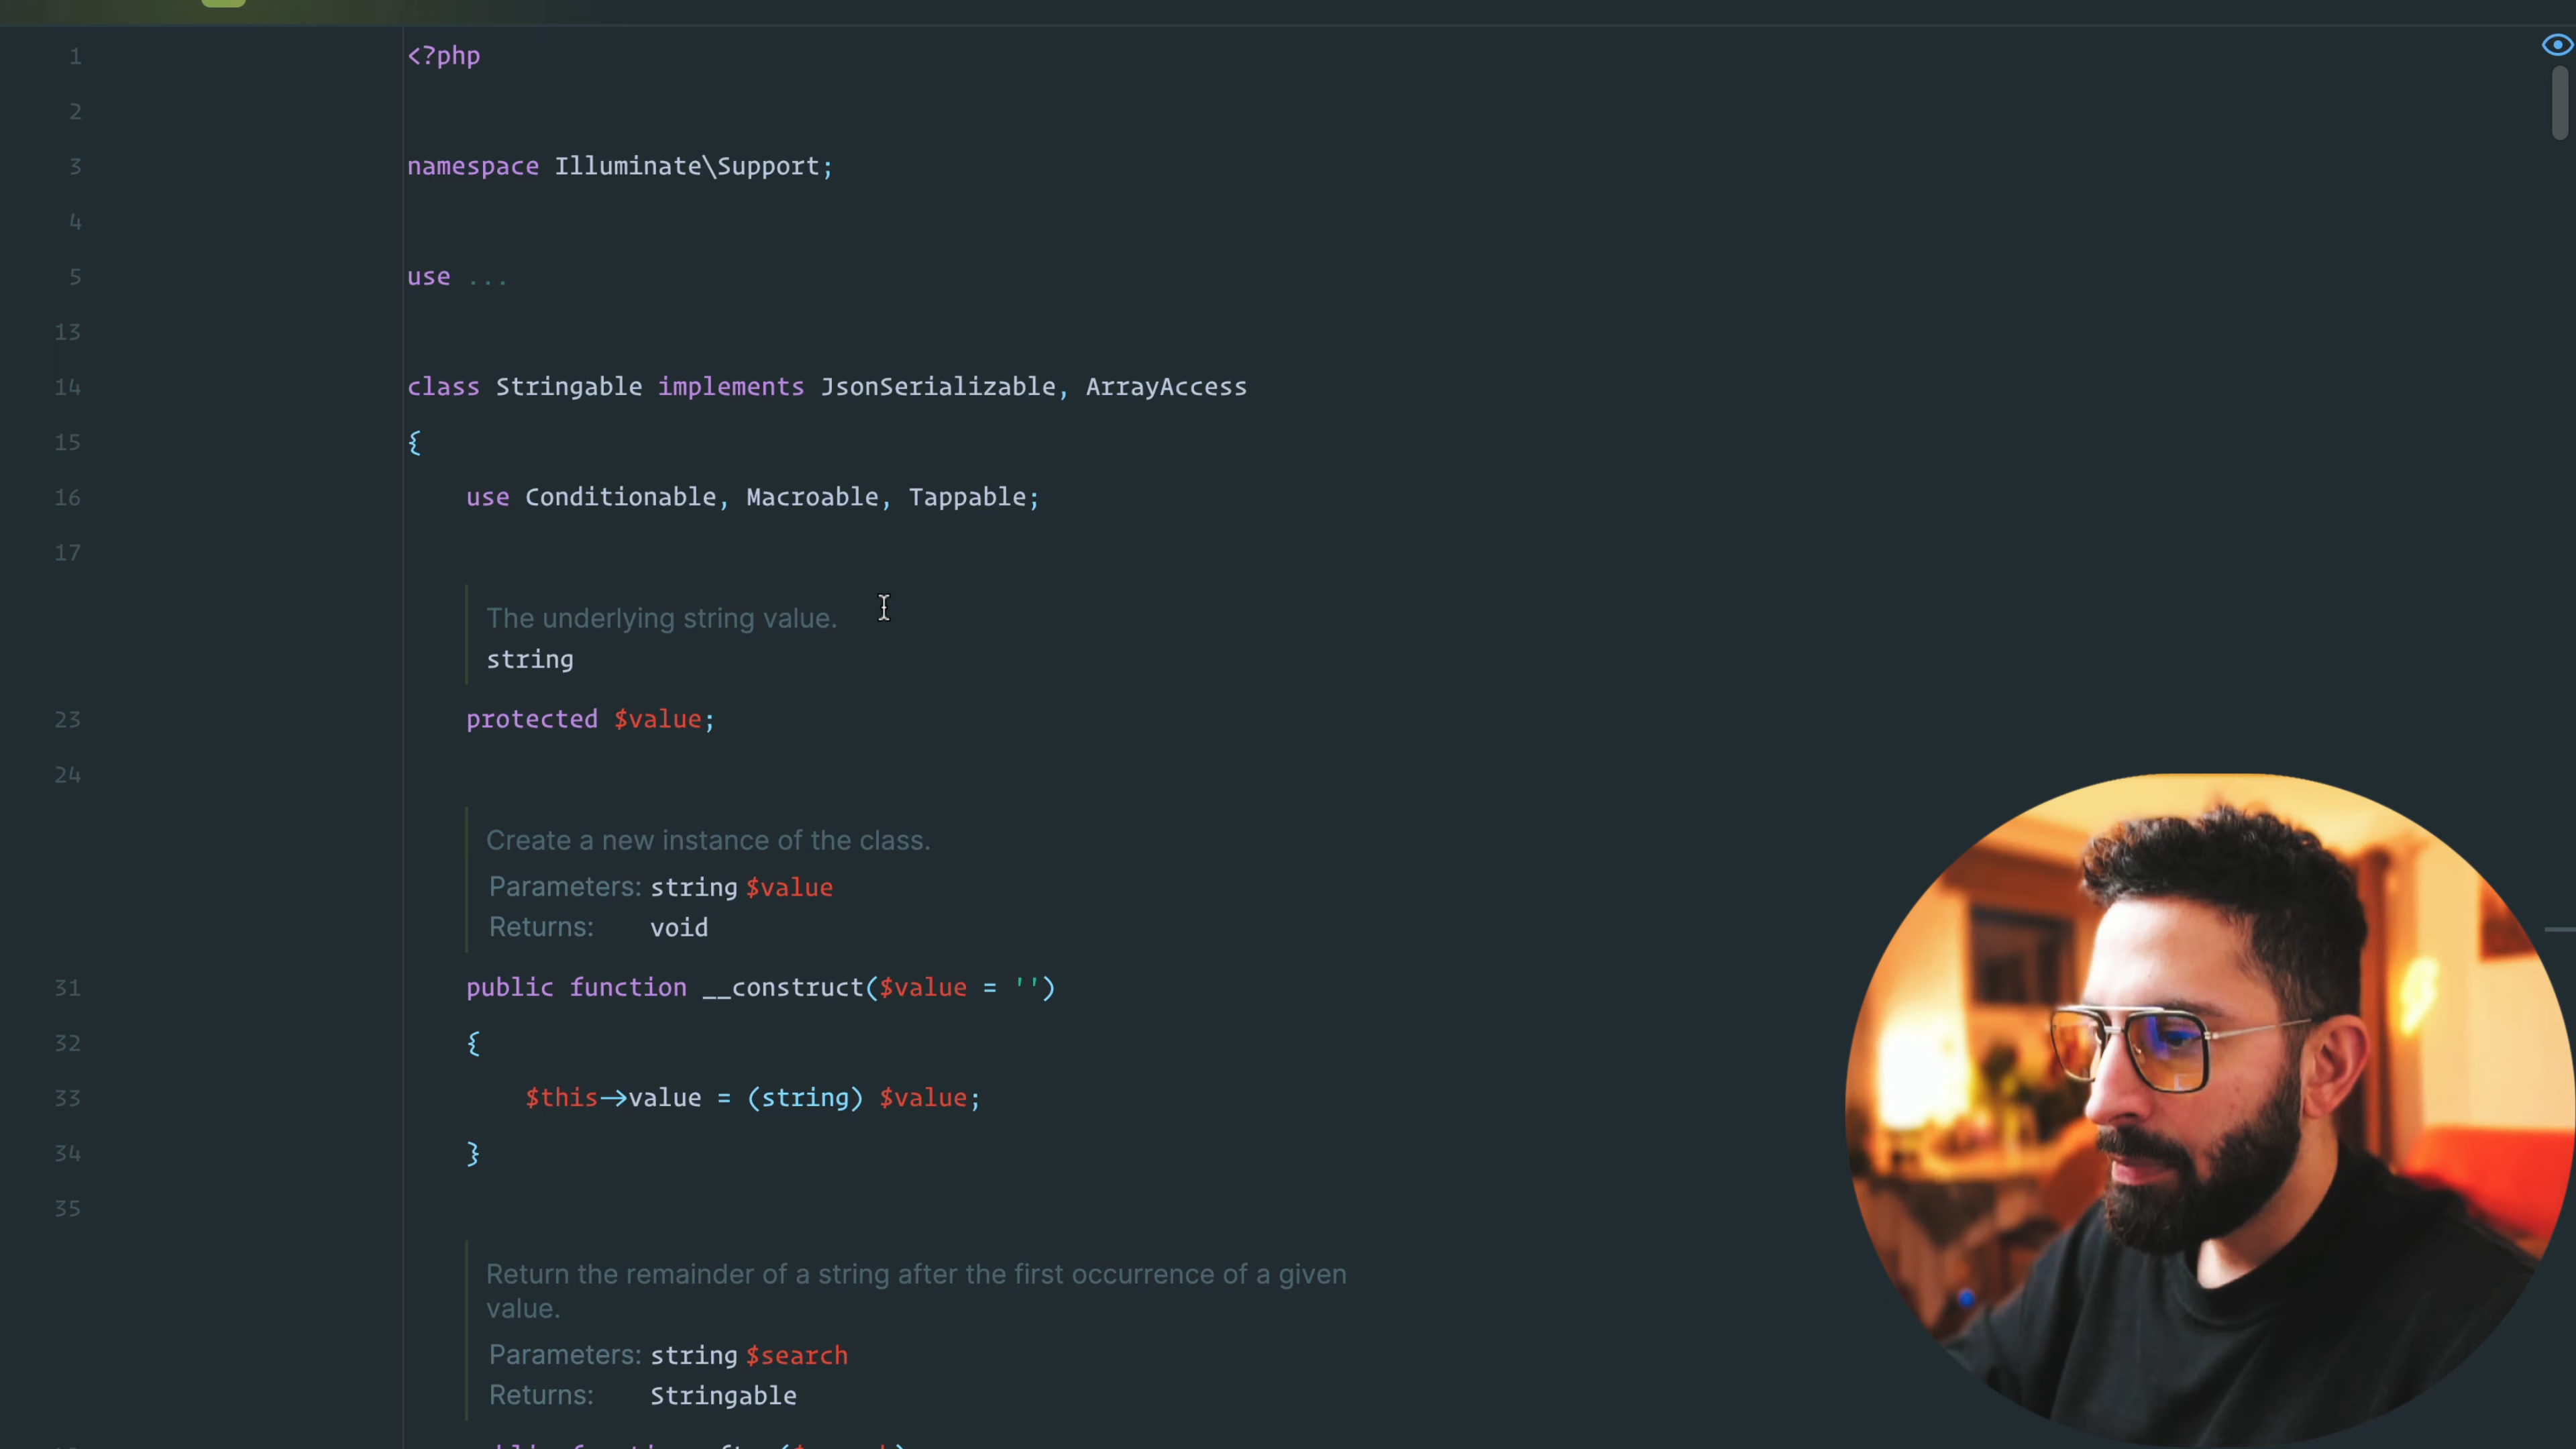 1 <?php
2
3 namespace Illuminate\Support;
4
5 use ...
13
14 class Stringable implements JsonSerializable, ArrayAccess
15 {
16 use Conditionable, Macroable, Tappable;
17
The underlying string value.
string
23 protected $value;
24
Create a new instance of the class.
Parameters: string $value
Returns: void
31 public function __construct($value = '')
32 {
33 $this->value = (string) $value;
34 }
35
Return the remainder of a string after the first occurrence of a given
value.
Parameters: string $search
Returns: Stringable